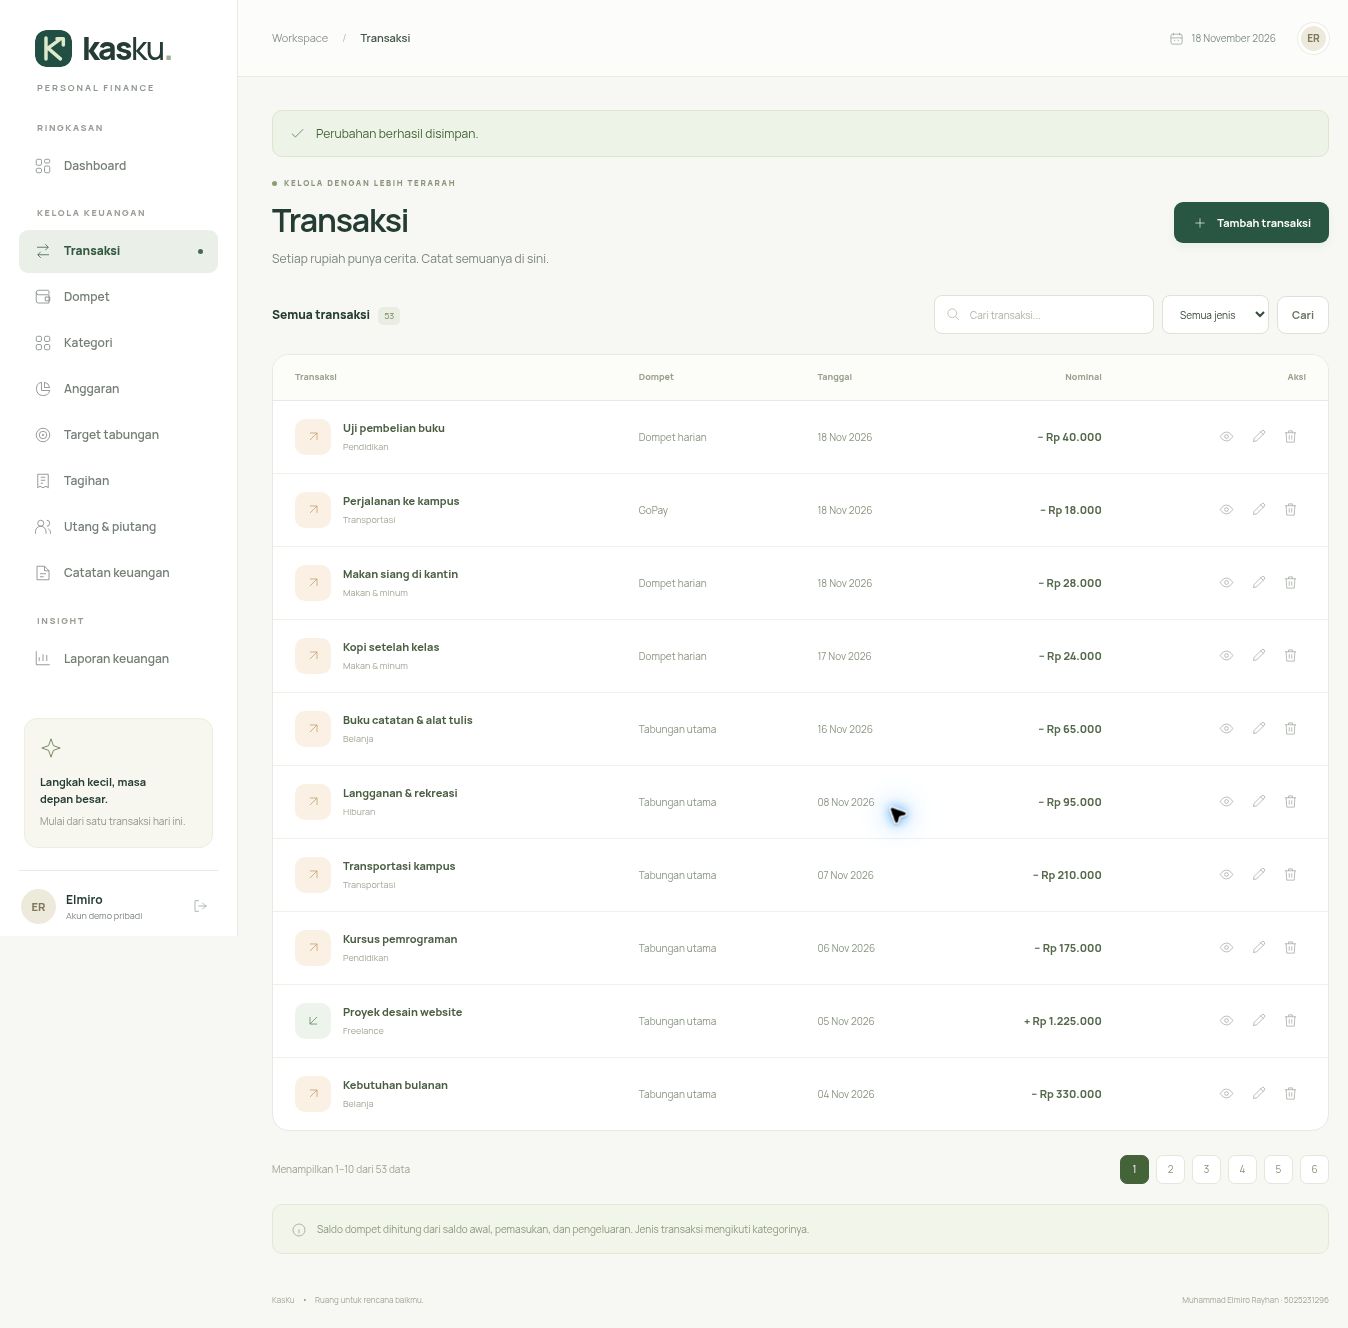 kasku.
PERSONAL FINANCE
RINGKASAN
Dashboard
KELOLA KEUANGAN
Transaksi
Dompet
Kategori
Anggaran
Target tabungan
Tagihan
Utang & piutang
Catatan keuangan
INSIGHT
Laporan keuangan
Langkah kecil, masa
depan besar.
Mulai dari satu transaksi hari ini.
ER
Elmiro
Akun demo pribadi
Workspace / Transaksi
18 November 2026
ER
Perubahan berhasil disimpan.
KELOLA DENGAN LEBIH TERARAH
Transaksi
Setiap rupiah punya cerita. Catat semuanya di sini.
+ Tambah transaksi
Semua transaksi 53
Cari transaksi...
Semua jenis
Cari
Transaksi Dompet Tanggal Nominal Aksi
Uji pembelian buku
Pendidikan
Dompet harian 18 Nov 2026 − Rp 40.000
Perjalanan ke kampus
Transportasi
GoPay 18 Nov 2026 − Rp 18.000
Makan siang di kantin
Makan & minum
Dompet harian 18 Nov 2026 − Rp 28.000
Kopi setelah kelas
Makan & minum
Dompet harian 17 Nov 2026 − Rp 24.000
Buku catatan & alat tulis
Belanja
Tabungan utama 16 Nov 2026 − Rp 65.000
Langganan & rekreasi
Hiburan
Tabungan utama 08 Nov 2026 − Rp 95.000
Transportasi kampus
Transportasi
Tabungan utama 07 Nov 2026 − Rp 210.000
Kursus pemrograman
Pendidikan
Tabungan utama 06 Nov 2026 − Rp 175.000
Proyek desain website
Freelance
Tabungan utama 05 Nov 2026 + Rp 1.225.000
Kebutuhan bulanan
Belanja
Tabungan utama 04 Nov 2026 − Rp 330.000
Menampilkan 1–10 dari 53 data
1 2 3 4 5 6
Saldo dompet dihitung dari saldo awal, pemasukan, dan pengeluaran. Jenis transaksi mengikuti kategorinya.
KasKu • Ruang untuk rencana baikmu.
Muhammad Elmiro Rayhan · 5025231296